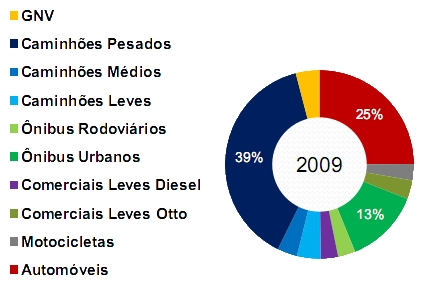 GNV
Caminhões Pesados
Caminhões Médios
Caminhões Leves
Ônibus Rodoviários
Ônibus Urbanos
Comerciais Leves Diesel
Comerciais Leves Otto
Motocicletas
Automóveis
25%
39%
2009
13%